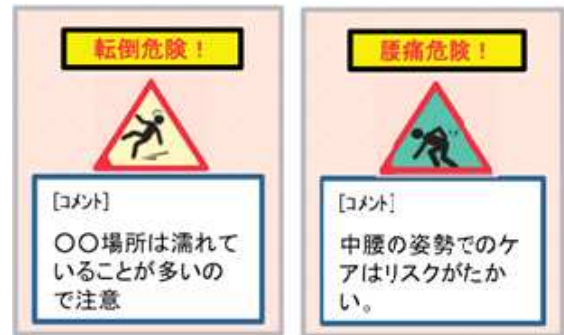 転倒危険！
[コメント]
〇〇場所は濡れて
いることが多いの
で注意
腰痛危険！
[コメント]
中腰の姿勢でのケ
アはリスクがたか
い。